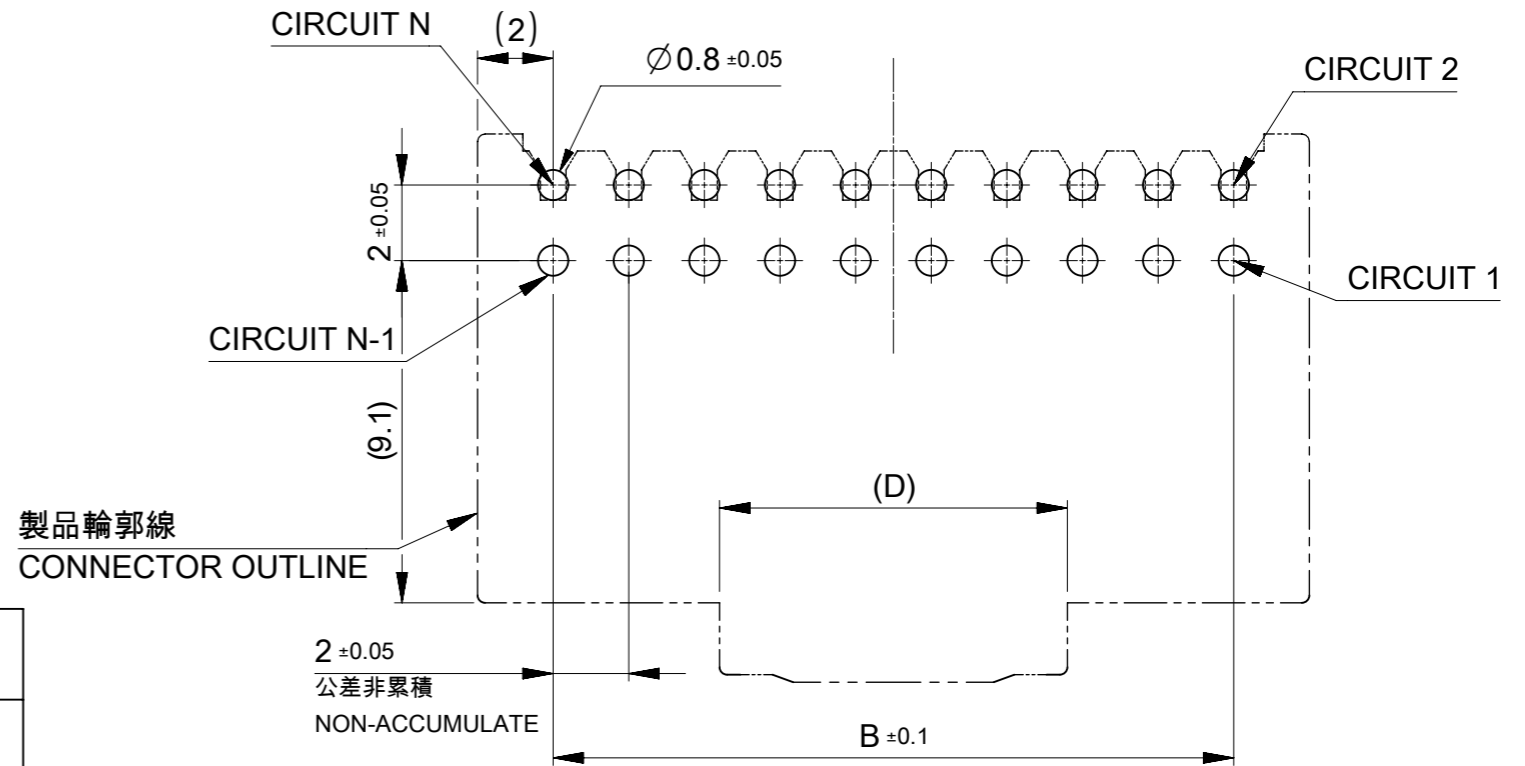 CIRCUIT N
(2)
Ø0.8 ±0.05
CIRCUIT 2
2 ±0.05
CIRCUIT 1
CIRCUIT N-1
(9.1)
(D)
製品輪郭線
CONNECTOR OUTLINE
2 ±0.05
公差非累積
NON-ACCUMULATE
B ±0.1